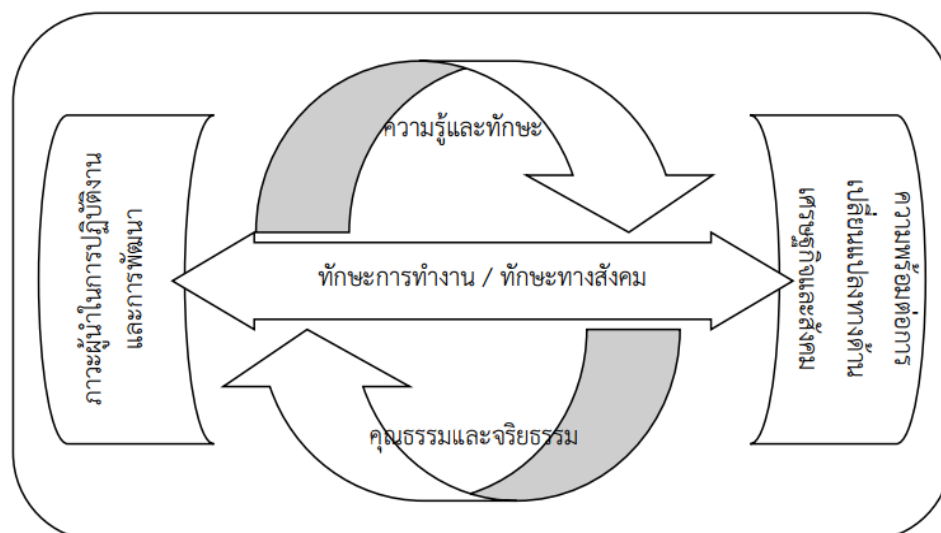 ความรู้และทักษะ
ภาวะผู้นำในการปฏิบัติงาน
และการพัฒนา
ทักษะการทำงาน / ทักษะทางสังคม
ความพร้อมต่อการ
เปลี่ยนแปลงทางด้าน
เศรษฐกิจและสังคม
คุณธรรมและจริยธรรม